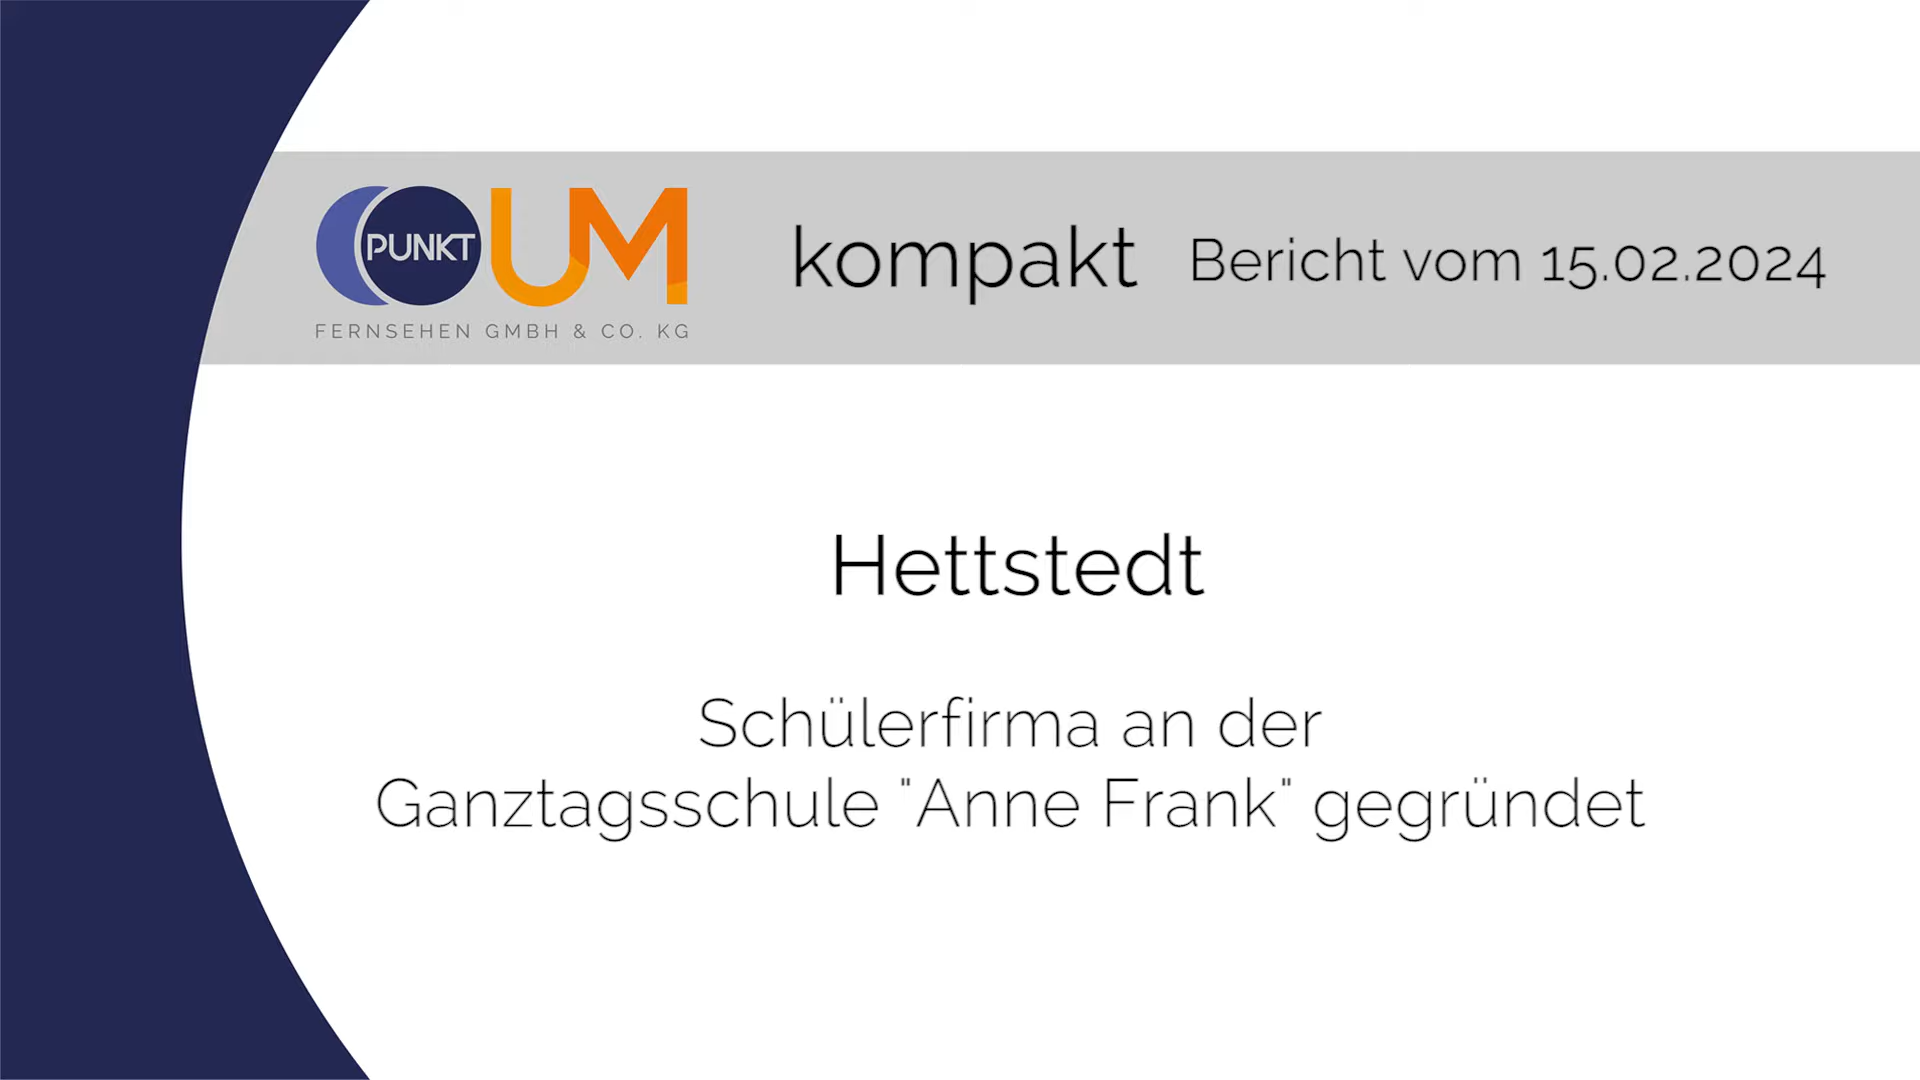 PUNKT UM
FERNSEHEN GMBH & CO. KG
kompakt Bericht vom 15.02.2024
Hettstedt
Schülerfirma an der
Ganztagsschule "Anne Frank" gegründet